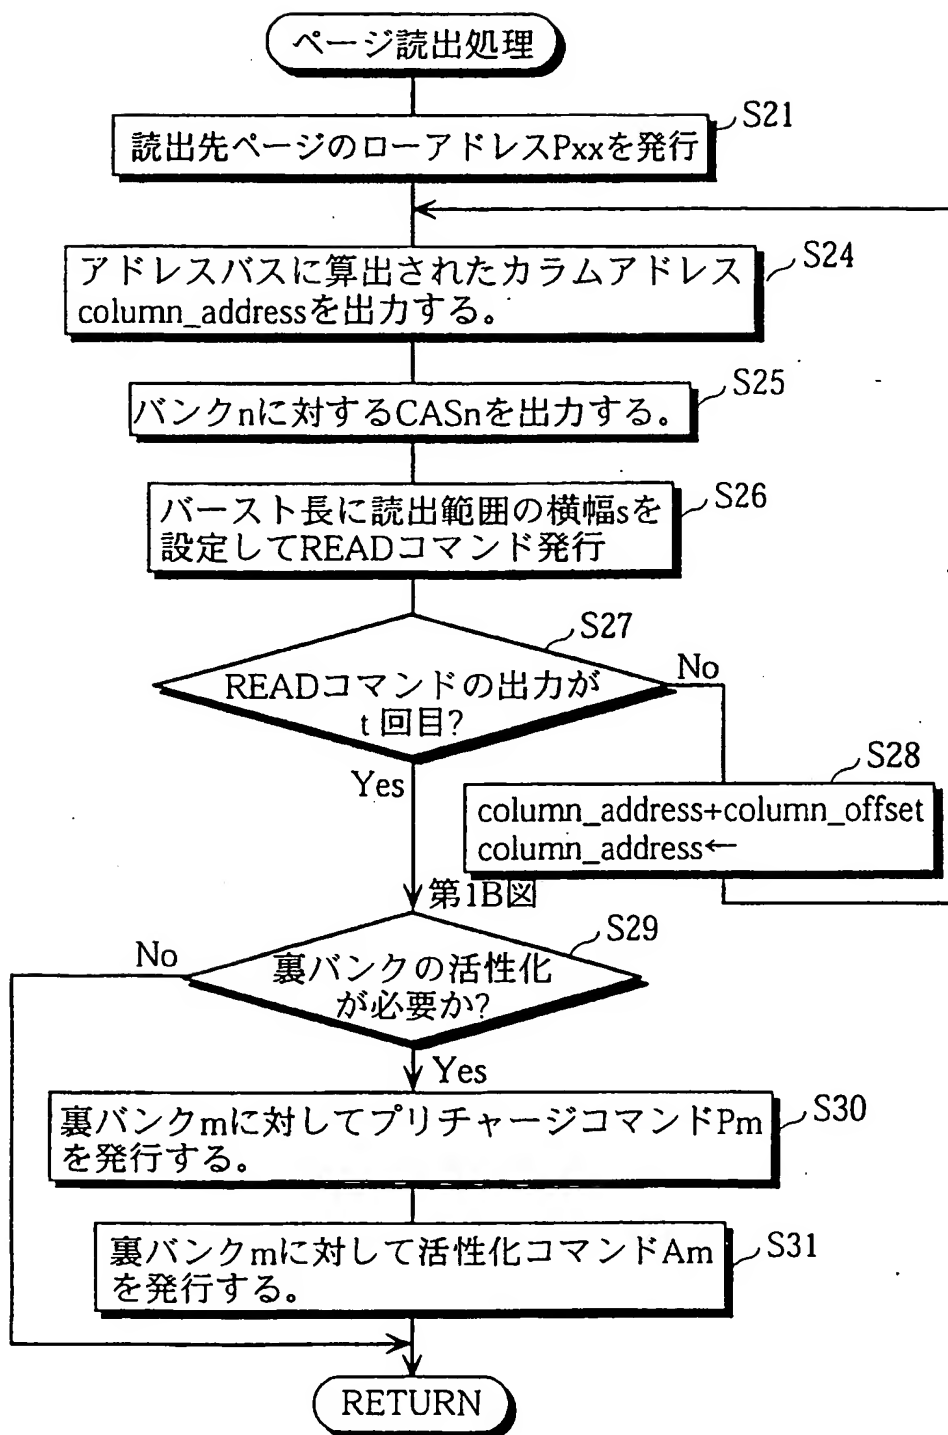 ページ読出処理
S21
読出先ページのローアドレスPxxを発行
S24
アドレスバスに算出されたカラムアドレス
column_addressを出力する。
S25
バンクnに対するCASnを出力する。
S26
バースト長に読出範囲の横幅sを
設定してREADコマンド発行
S27
READコマンドの出力が
t 回目?
No
Yes
S28
column_address+column_offset
column_address←
第1B図
S29
裏バンクの活性化
が必要か?
No
Yes
S30
裏バンクmに対してプリチャージコマンドPm
を発行する。
S31
裏バンクmに対して活性化コマンドAm
を発行する。
RETURN